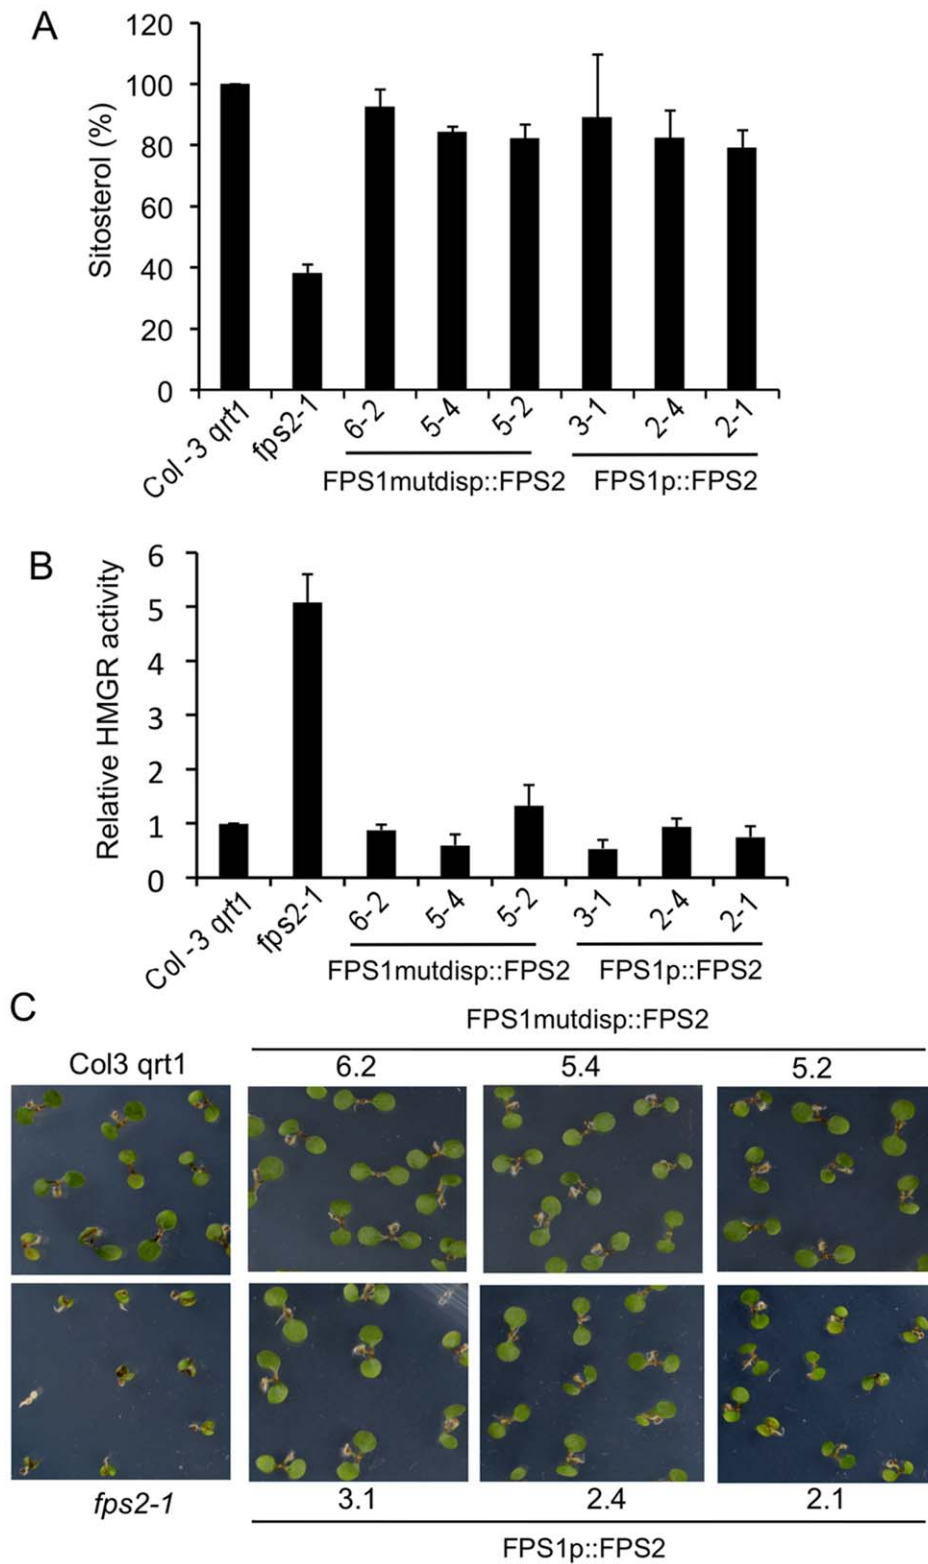 A
Sitosterol (%)
120
100
80
60
40
20
0
Col -3 qrt1
fps2-1
6-2
5-4
5-2
3-1
2-4
2-1
FPS1mutdisp::FPS2
FPS1p::FPS2
B
Relative HMGR activity
6
5
4
3
2
1
0
Col -3 qrt1
fps2-1
6-2
5-4
5-2
3-1
2-4
2-1
FPS1mutdisp::FPS2
FPS1p::FPS2
C
FPS1mutdisp::FPS2
Col3 qrt1
6.2
5.4
5.2
fps2-1
3.1
2.4
2.1
FPS1p::FPS2